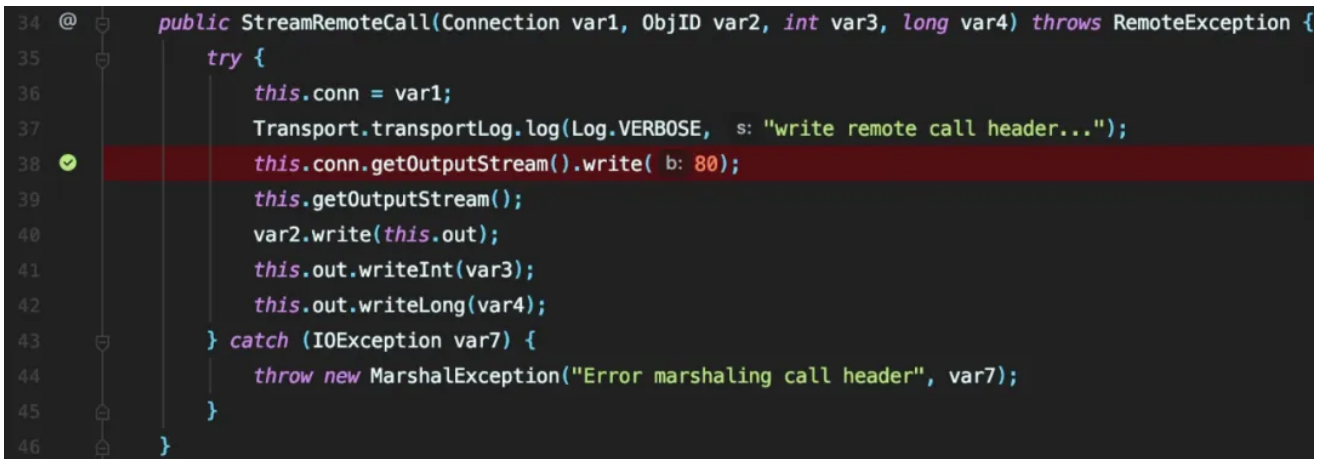 34 @ public StreamRemoteCall(Connection var1, ObjID var2, int var3, long var4) throws RemoteException {
35 try {
36 this.conn = var1;
37 Transport.transportLog.log(Log.VERBOSE, s: "write remote call header...");
38 this.conn.getOutputStream().write( b: 80);
39 this.getOutputStream();
40 var2.write(this.out);
41 this.out.writeInt(var3);
42 this.out.writeLong(var4);
43 } catch (IOException var7) {
44 throw new MarshalException("Error marshaling call header", var7);
45 }
46 }